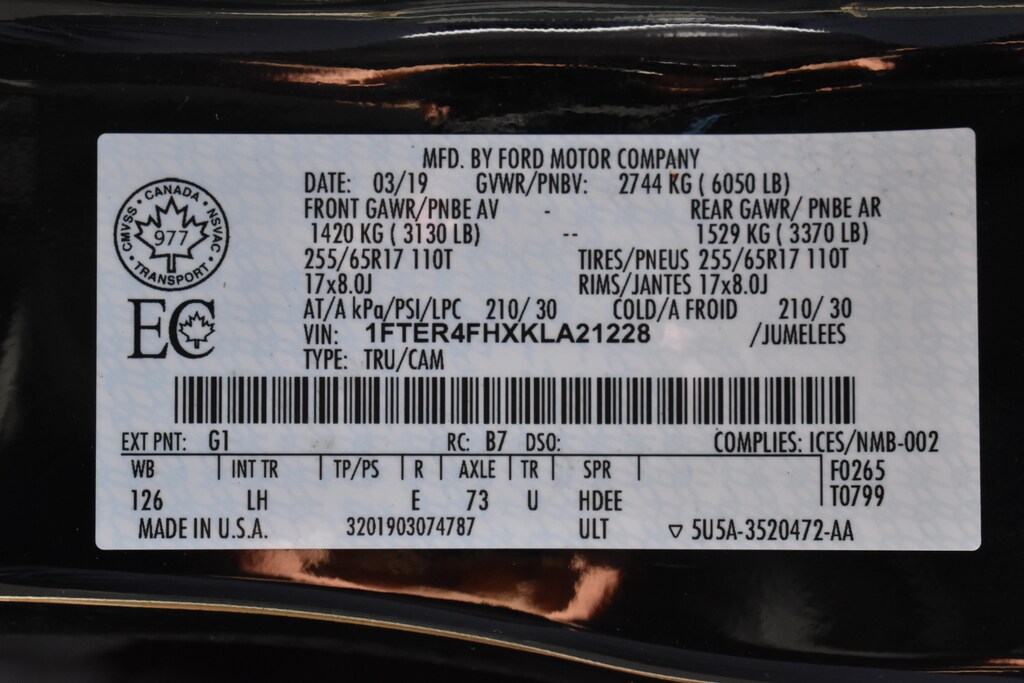 MFD. BY FORD MOTOR COMPANY
DATE: 03/19 GVWR/PNBV: 2744 KG ( 6050 LB)
FRONT GAWR/PNBE AV - REAR GAWR/ PNBE AR
1420 KG ( 3130 LB) -- 1529 KG ( 3370 LB)
255/65R17 110T TIRES/PNEUS 255/65R17 110T
17x8.0J RIMS/JANTES 17x8.0J
AT/A kPa/PSI/LPC 210/ 30 COLD/A FROID 210/ 30
VIN: 1FTER4FHXKLA21228 /JUMELEES
TYPE: TRU/CAM
CANADA • NSVAC • TRANSPORT • CMVSS •
977
EC
EXT PNT: G1 RC: B7 DSO: COMPLIES: ICES/NMB-002
WB INT TR TP/PS R AXLE TR SPR F0265
126 LH E 73 U HDEE T0799
MADE IN U.S.A. 3201903074787 ULT ▽ 5U5A-3520472-AA